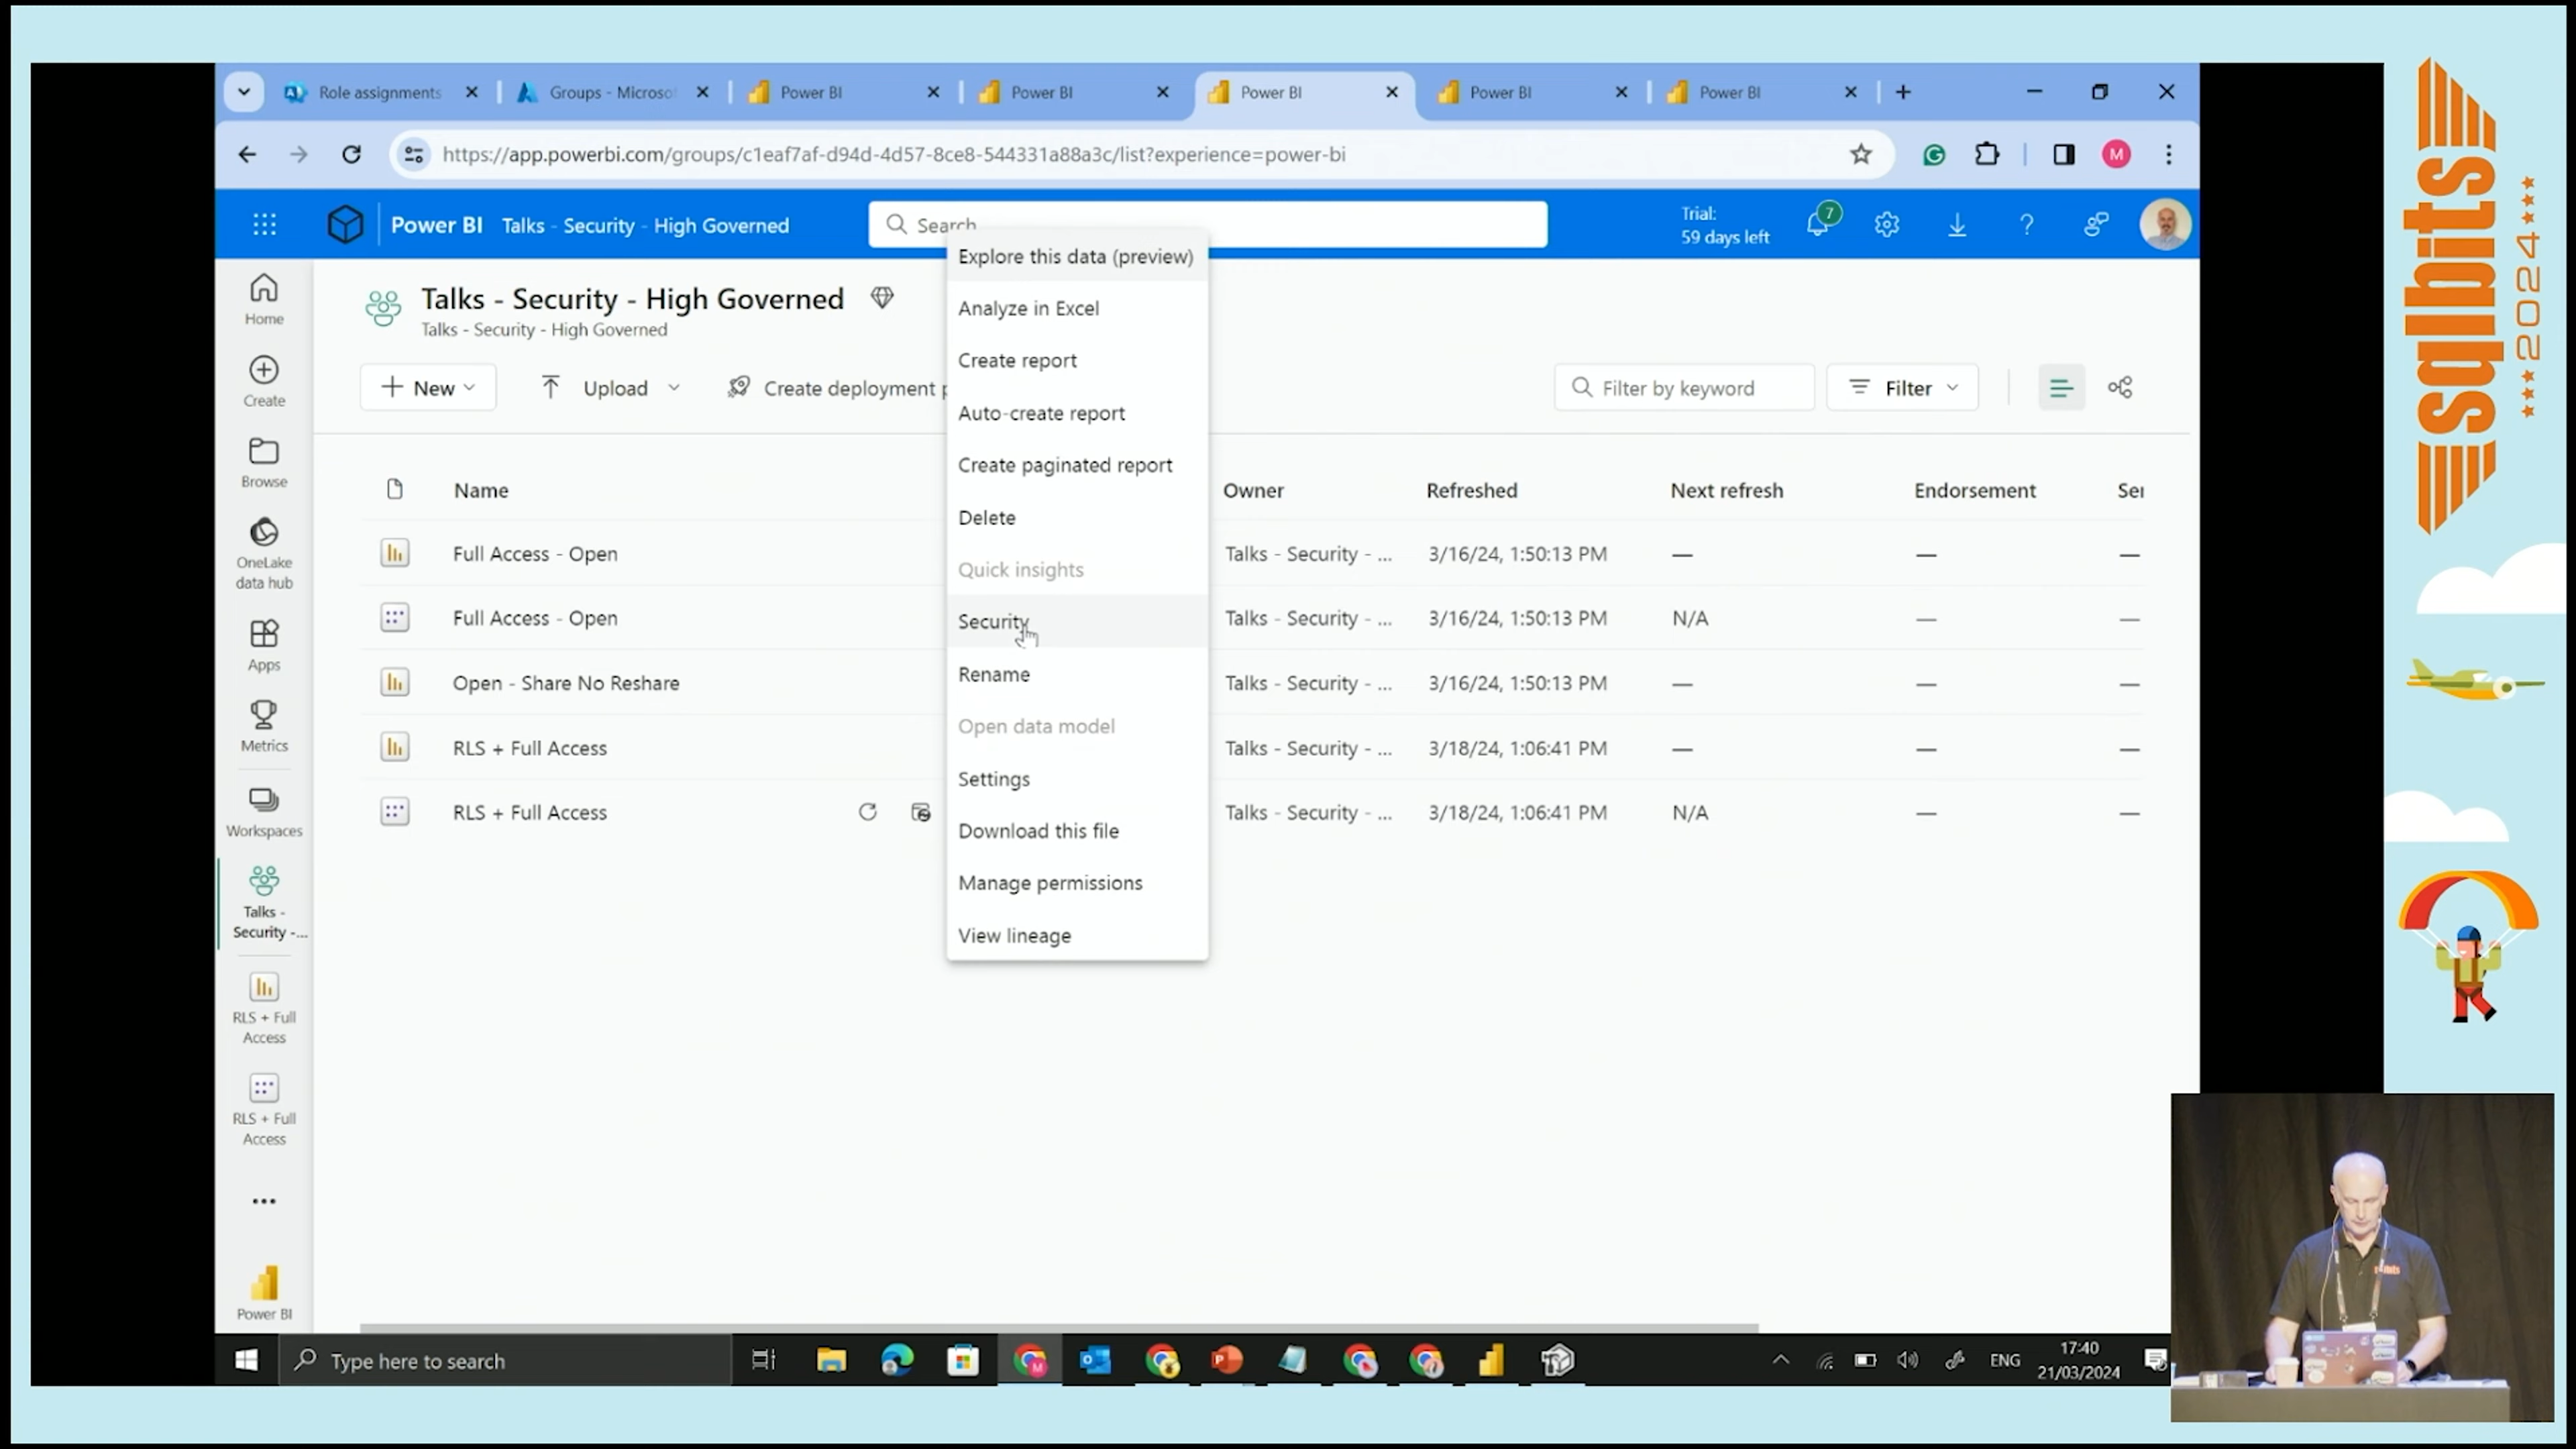 Role assignments
Groups - Microsof
Power BI
Power BI
Power BI
Power BI
Power BI
https://app.powerbi.com/groups/c1eaf7af-d94d-4d57-8ce8-544331a88a3c/list?experience=power-bi
M
Power BI
Talks - Security - High Governed
Search
Trial:
59 days left
7
Home
Create
Browse
OneLake
data hub
Apps
Metrics
Workspaces
Talks -
Security -...
RLS + Full
Access
RLS + Full
Access
Power BI
Talks - Security - High Governed
Talks - Security - High Governed
New
Upload
Create deployment p
Filter by keyword
Filter
Name
Owner
Refreshed
Next refresh
Endorsement
Ser
Full Access - Open
Talks - Security - ...
3/16/24, 1:50:13 PM
—
—
—
Full Access - Open
Talks - Security - ...
3/16/24, 1:50:13 PM
N/A
—
—
Open - Share No Reshare
Talks - Security - ...
3/16/24, 1:50:13 PM
—
—
—
RLS + Full Access
Talks - Security - ...
3/18/24, 1:06:41 PM
—
—
—
RLS + Full Access
Talks - Security - ...
3/18/24, 1:06:41 PM
N/A
—
—
Explore this data (preview)
Analyze in Excel
Create report
Auto-create report
Create paginated report
Delete
Quick insights
Security
Rename
Open data model
Settings
Download this file
Manage permissions
View lineage
Type here to search
ENG
17:40
21/03/2024
sqlbits
2024